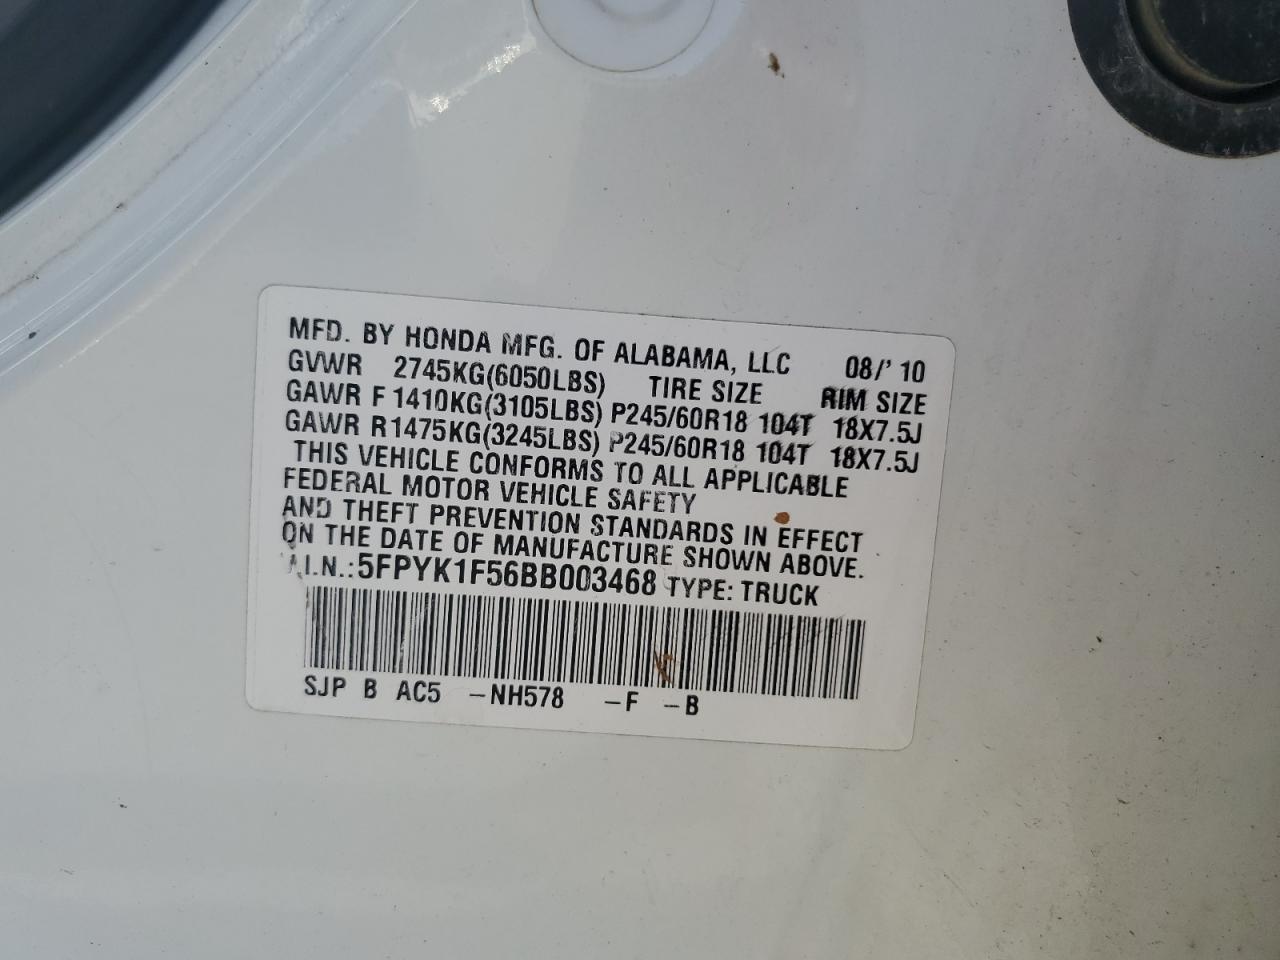 MFD. BY HONDA MFG. OF ALABAMA, LLC 08/' 10
GVWR 2745KG(6050LBS) TIRE SIZE RIM SIZE
GAWR F 1410KG(3105LBS) P245/60R18 104T 18X7.5J
GAWR R 1475KG(3245LBS) P245/60R18 104T 18X7.5J
THIS VEHICLE CONFORMS TO ALL APPLICABLE
FEDERAL MOTOR VEHICLE SAFETY
AND THEFT PREVENTION STANDARDS IN EFFECT
ON THE DATE OF MANUFACTURE SHOWN ABOVE.
V.I.N.: 5FPYK1F56BB003468 TYPE: TRUCK
SJP B AC5 -NH578 -F -B